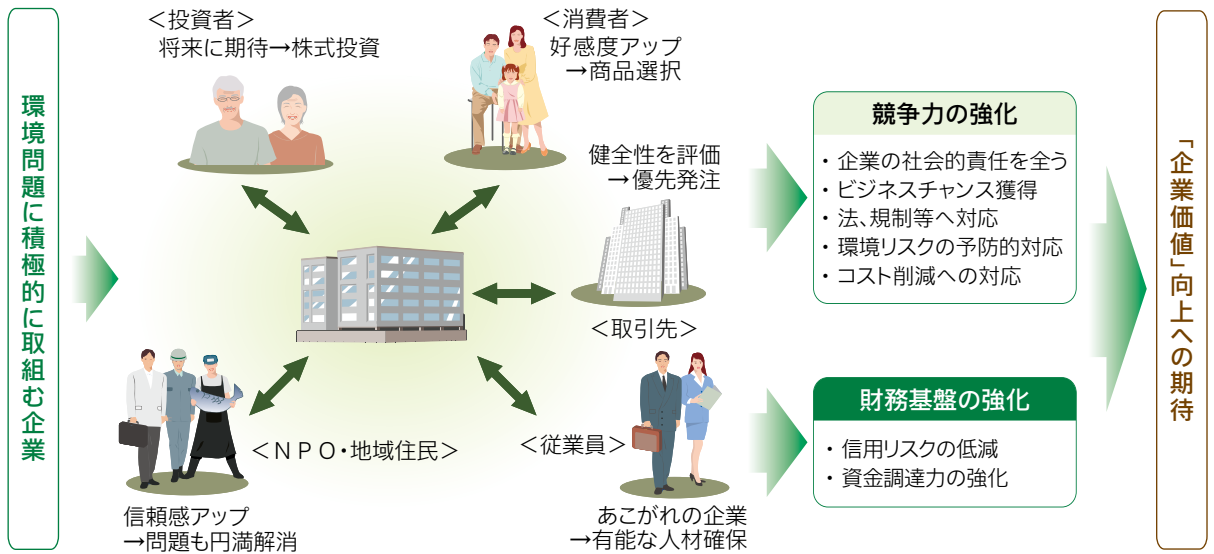 環境問題に積極的に取組む企業
＜投資者＞
将来に期待→株式投資
＜消費者＞
好感度アップ
→商品選択
健全性を評価
→優先発注
＜取引先＞
＜ＮＰＯ・地域住民＞
信頼感アップ
→問題も円満解消
＜従業員＞
あこがれの企業
→有能な人材確保
競争力の強化
・企業の社会的責任を全う
・ビジネスチャンス獲得
・法、規制等へ対応
・環境リスクの予防的対応
・コスト削減への対応
財務基盤の強化
・信用リスクの低減
・資金調達力の強化
「企業価値」向上への期待